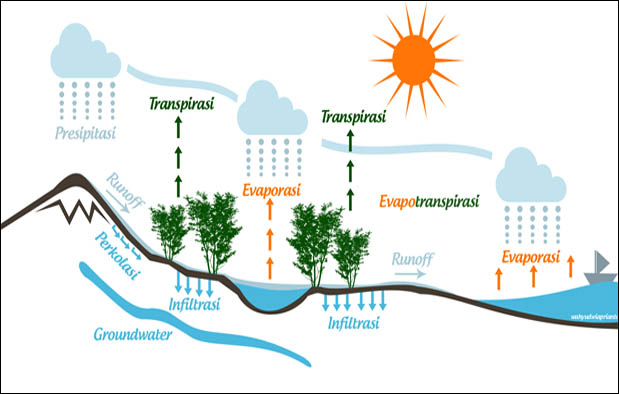 Transpirasi
Transpirasi
Presipitasi
Runoff
Evaporasi
Evapotranspirasi
Perkolasi
Runoff
Evaporasi
Infiltrasi
Infiltrasi
Groundwater